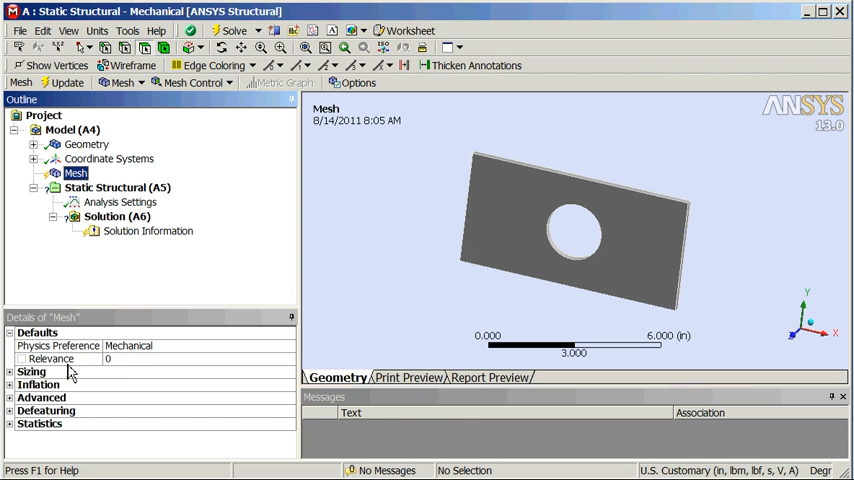 A : Static Structural - Mechanical [ANSYS Structural]
File Edit View Units Tools Help Solve Worksheet
Show Vertices Wireframe Edge Coloring Thicken Annotations
Mesh Update Mesh Mesh Control Metric Graph Options
Outline
Project
Model (A4)
Geometry
Coordinate Systems
Mesh
Static Structural (A5)
Analysis Settings
Solution (A6)
Solution Information
Mesh
8/14/2011 8:05 AM
ANSYS
13.0
0.000
6.000 (in)
3.000
Y
X
Z
Details of "Mesh"
Defaults
Physics Preference Mechanical
Relevance 0
Sizing
Inflation
Advanced
Defeaturing
Statistics
Geometry Print Preview Report Preview
Messages
Text Association
Press F1 for Help
0 No Messages
No Selection
U.S. Customary (in, lbm, lbf, s, V, A) Degr